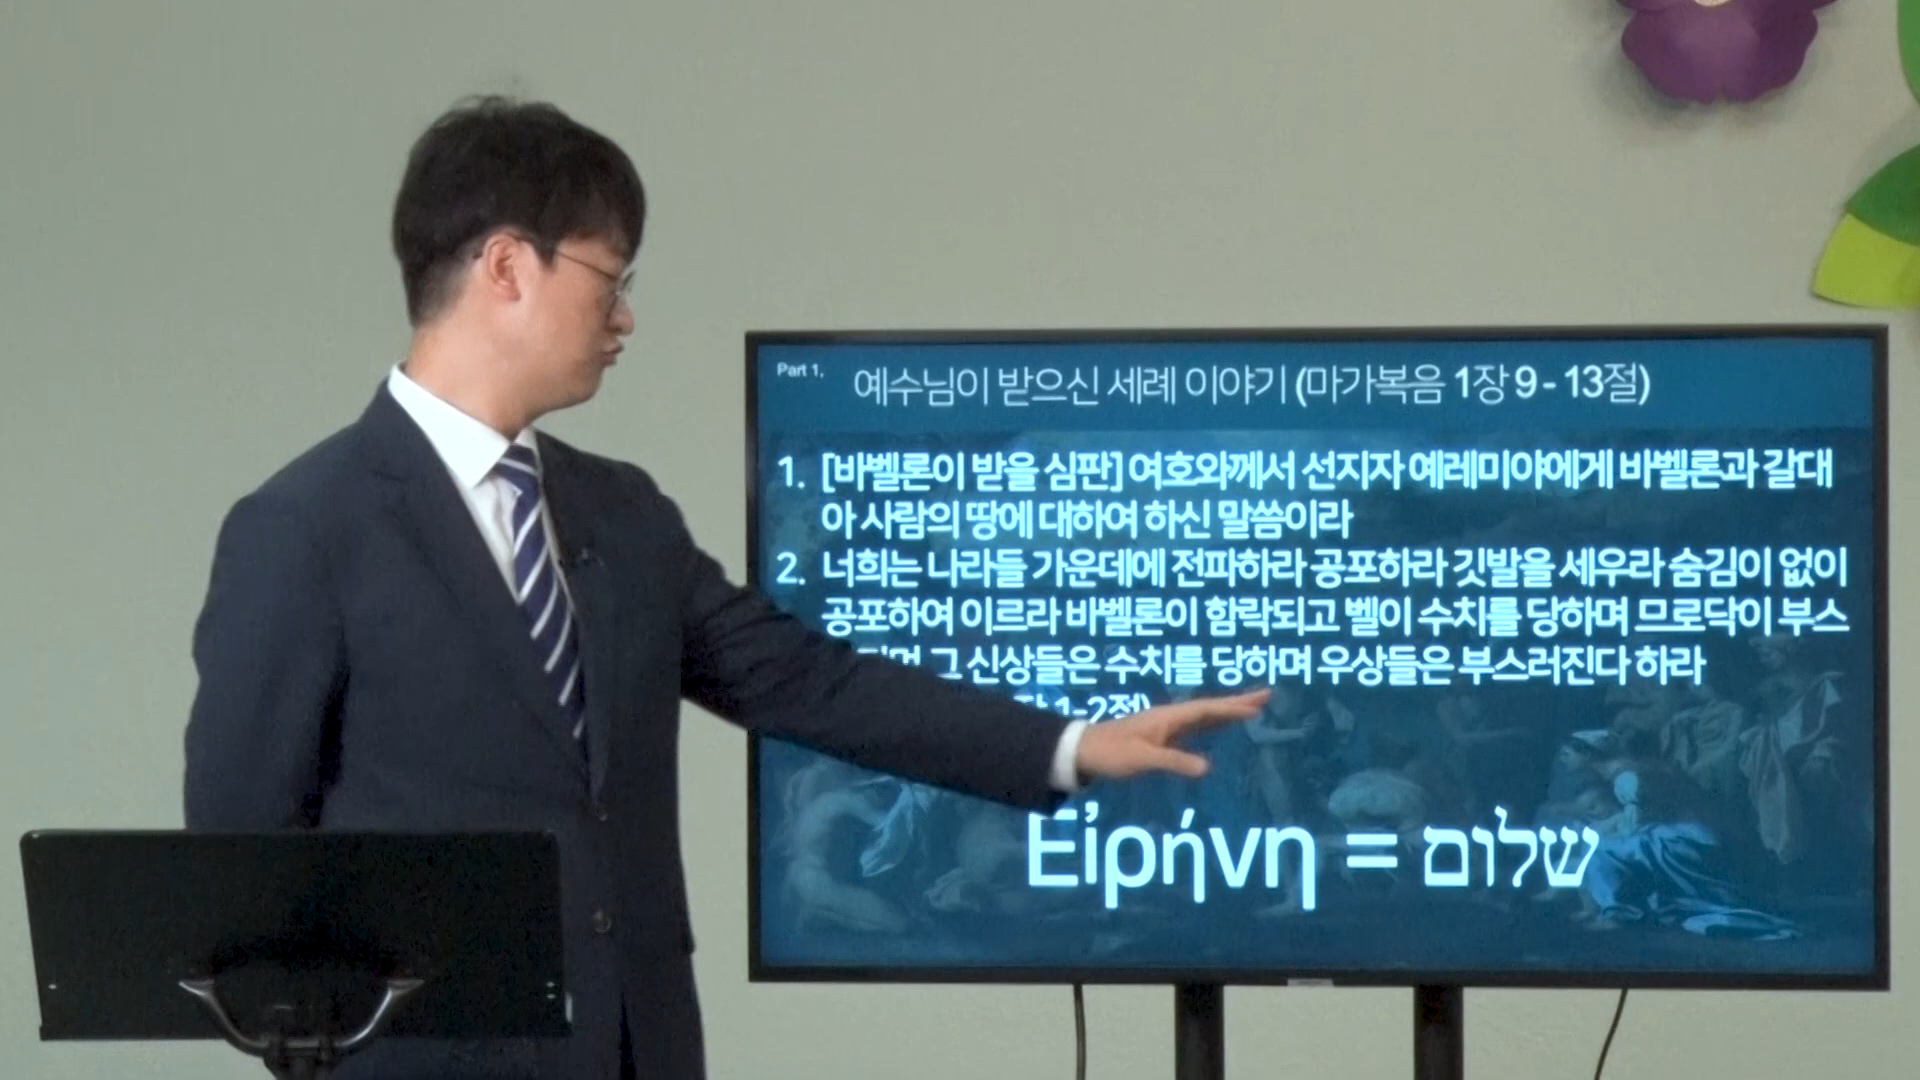 Part 1,
예수님이 받으신 세례 이야기 (마가복음 1장 9 - 13절)
1. [바벨론이 받을 심판] 여호와께서 선지자 예레미야에게 바벨론과 갈대
아 사람의 땅에 대하여 하신 말씀이라
2. 너희는 나라들 가운데에 전파하라 공포하라 깃발을 세우라 숨김이 없이
공포하여 이르라 바벨론이 함락되고 벨이 수치를 당하며 므로닥이 부스
그 신상들은 수치를 당하며 우상들은 부스러진다 하라
1-2절)
Εἰρήνη = שלום